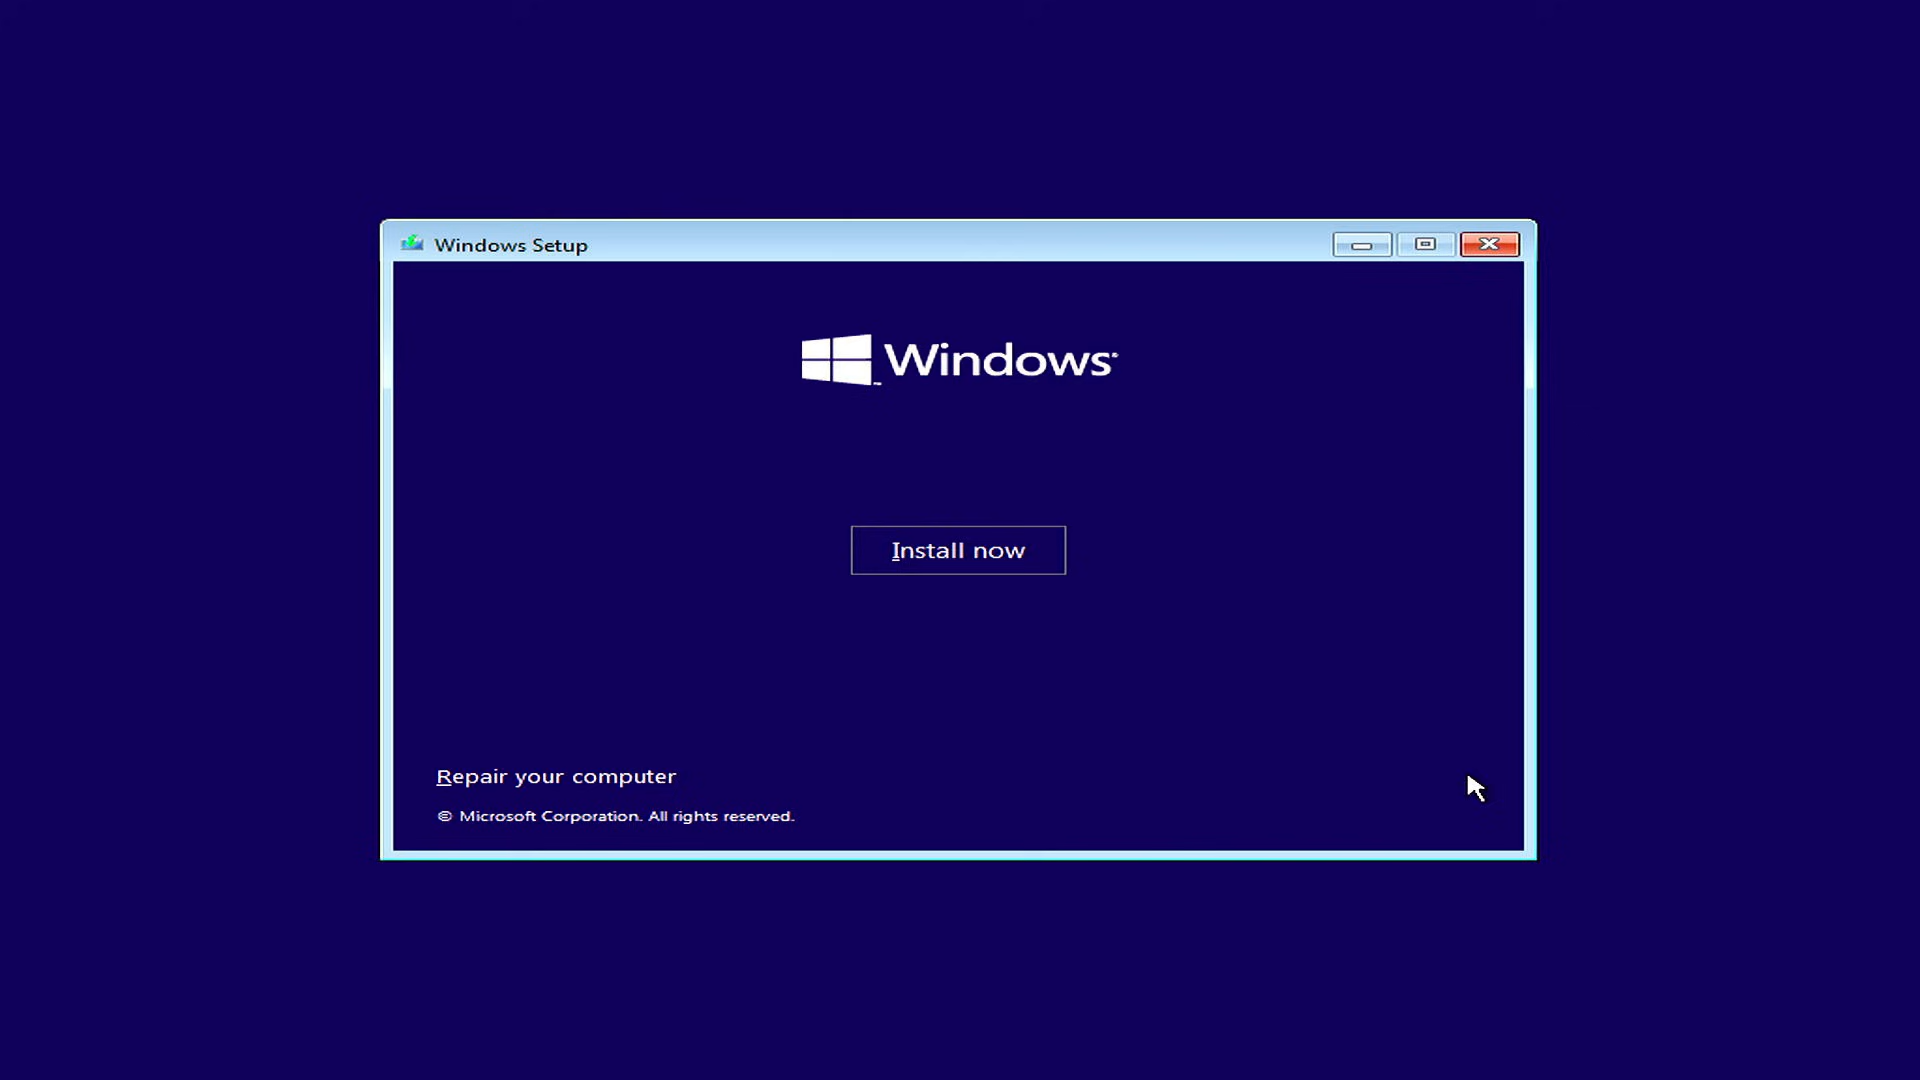 Windows Setup
Windows
Install now
Repair your computer
© Microsoft Corporation. All rights reserved.